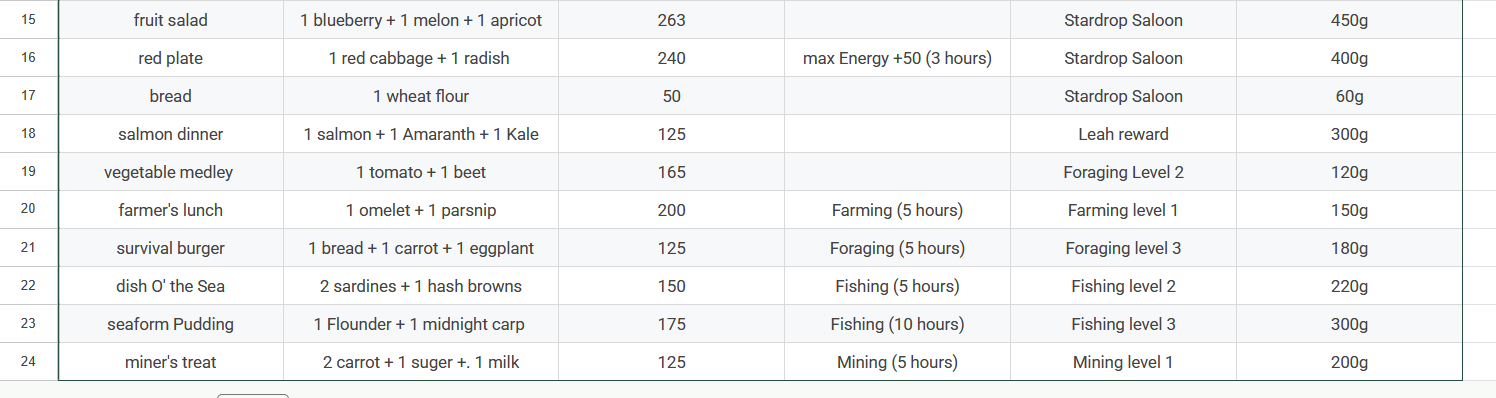 15 fruit salad 1 blueberry + 1 melon + 1 apricot 263 Stardrop Saloon 450g
16 red plate 1 red cabbage + 1 radish 240 max Energy +50 (3 hours) Stardrop Saloon 400g
17 bread 1 wheat flour 50 Stardrop Saloon 60g
18 salmon dinner 1 salmon + 1 Amaranth + 1 Kale 125 Leah reward 300g
19 vegetable medley 1 tomato + 1 beet 165 Foraging Level 2 120g
20 farmer's lunch 1 omelet + 1 parsnip 200 Farming (5 hours) Farming level 1 150g
21 survival burger 1 bread + 1 carrot + 1 eggplant 125 Foraging (5 hours) Foraging level 3 180g
22 dish O' the Sea 2 sardines + 1 hash browns 150 Fishing (5 hours) Fishing level 2 220g
23 seaform Pudding 1 Flounder + 1 midnight carp 175 Fishing (10 hours) Fishing level 3 300g
24 miner's treat 2 carrot + 1 suger +. 1 milk 125 Mining (5 hours) Mining level 1 200g